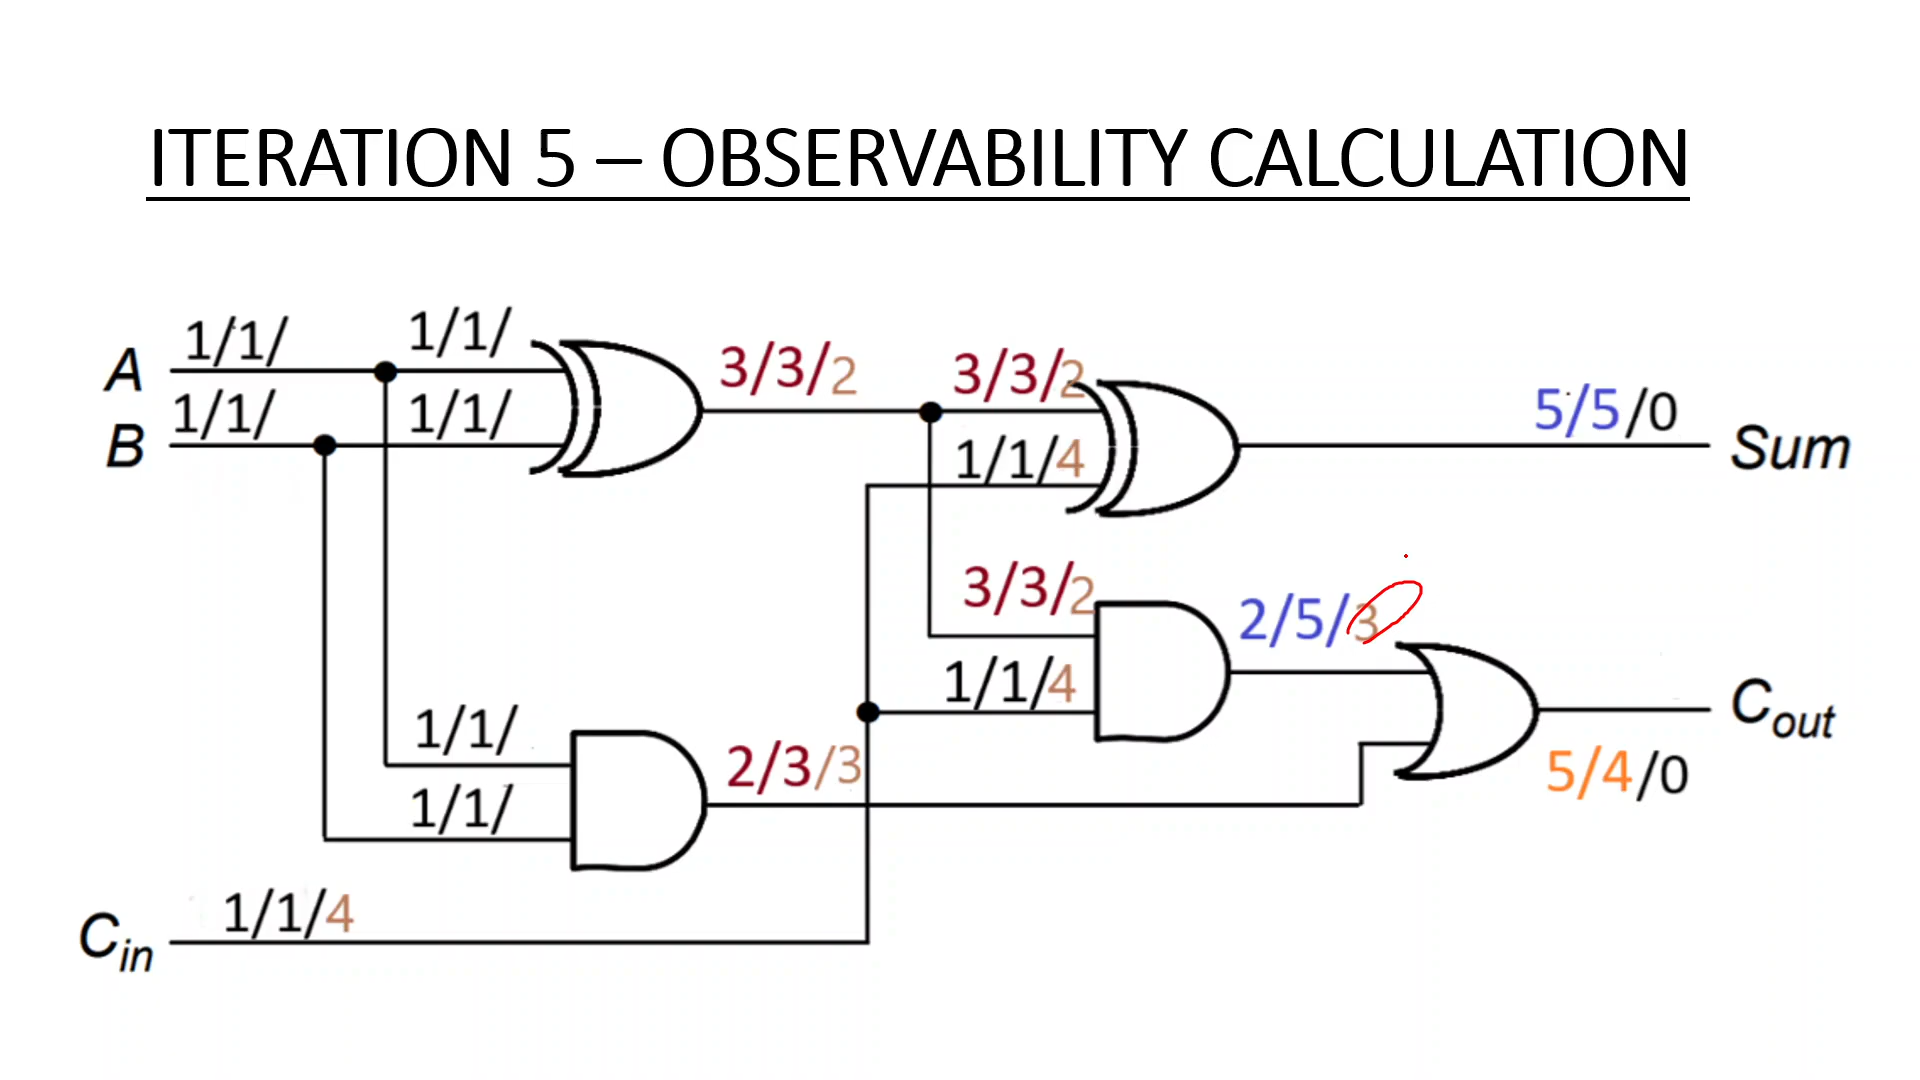 ITERATION 5 – OBSERVABILITY CALCULATION
A 1/1/ 1/1/
3/3/2 3/3/2
B 1/1/ 1/1/
1/1/4
5/5/0 Sum
3/3/2
2/5/3
1/1/4
1/1/
2/3/3
1/1/
Cout
5/4/0
Cin 1/1/4